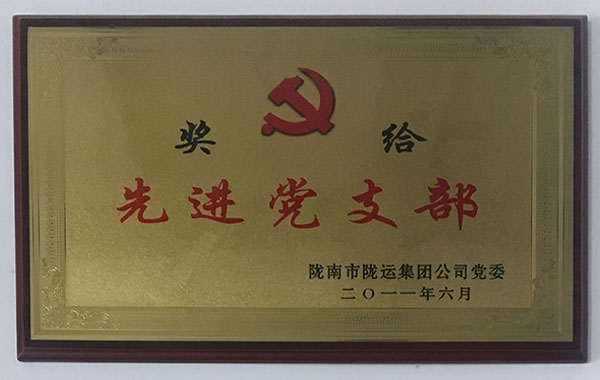 奖 给
先进党支部
陇南市陇运集团公司党委
二〇一一年六月